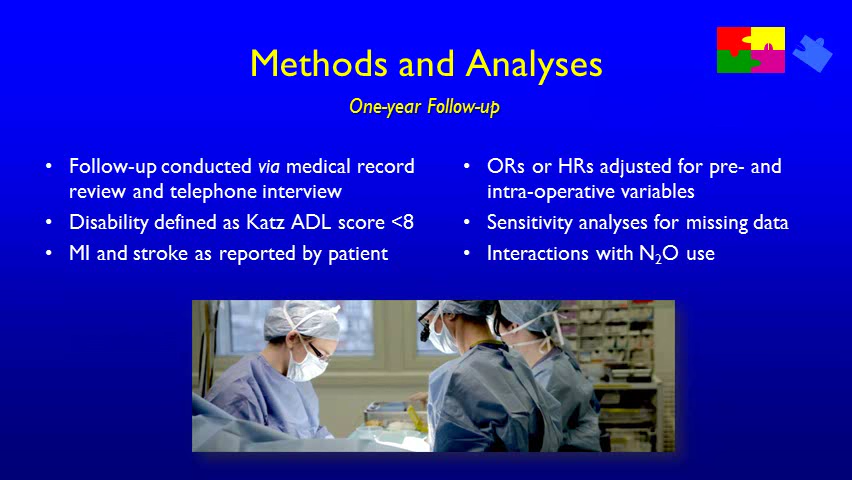 Methods and Analyses
One-year Follow-up
• Follow-up conducted via medical record
review and telephone interview
• Disability defined as Katz ADL score <8
• MI and stroke as reported by patient
• ORs or HRs adjusted for pre- and
intra-operative variables
• Sensitivity analyses for missing data
• Interactions with N₂O use